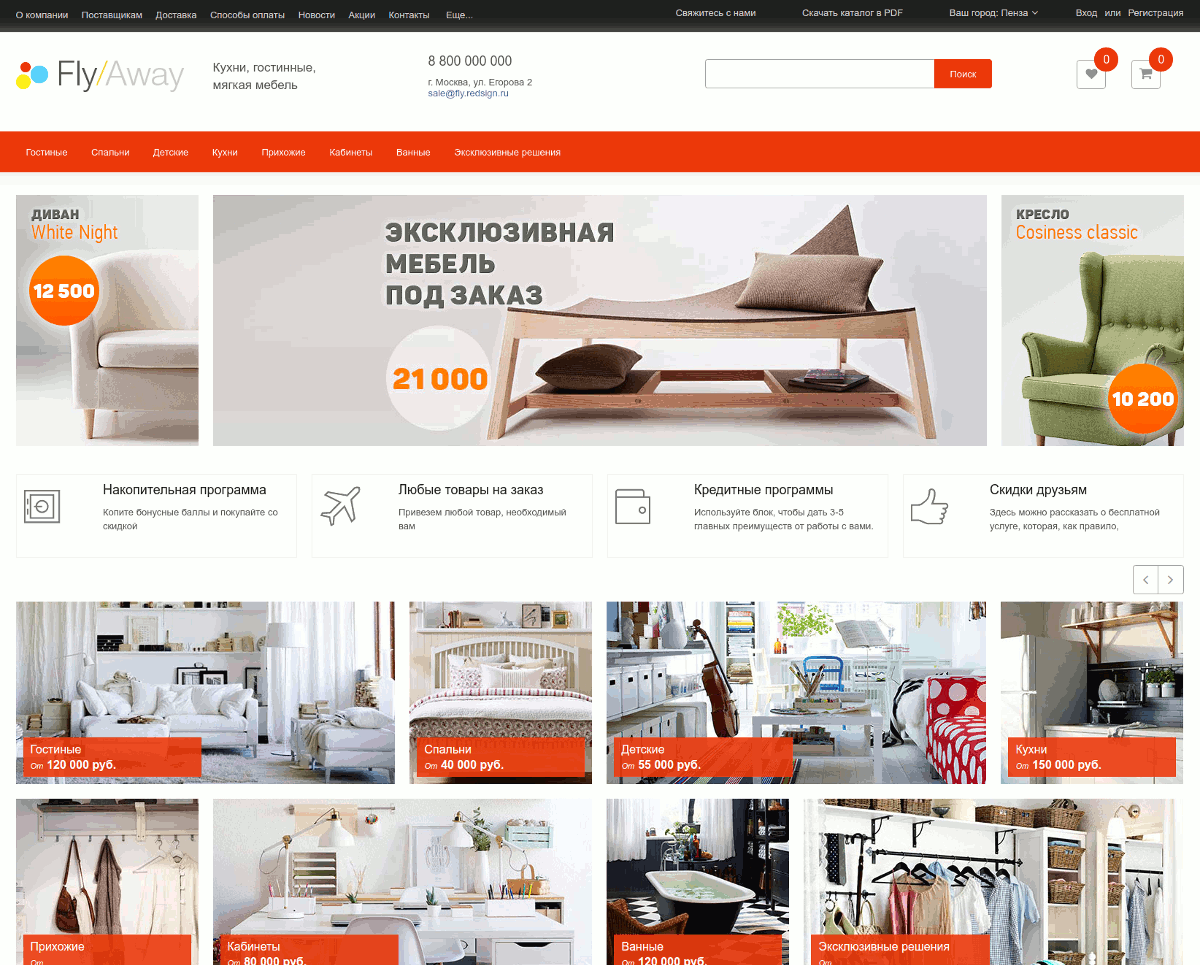 О компании Поставщикам Доставка Способы оплаты Новости Акции Контакты Еще... Свяжитесь с нами Скачать каталог в PDF Ваш город: Пенза Вход или Регистрация
Fly/Away
Кухни, гостинные,
мягкая мебель
8 800 000 000
г. Москва, ул. Егорова 2
sale@fly.redsign.ru
Поиск
0
0
Гостиные Спальни Детские Кухни Прихожие Кабинеты Ванные Эксклюзивные решения
ДИВАН
White Night
12 500
ЭКСКЛЮЗИВНАЯ
МЕБЕЛЬ
ПОД ЗАКАЗ
21 000
КРЕСЛО
Cosiness classic
10 200
Накопительная программа
Копите бонусные баллы и покупайте со
скидкой
Любые товары на заказ
Привезем любой товар, необходимый
вам
Кредитные программы
Используйте блок, чтобы дать 3-5
главных преимуществ от работы с вами.
Скидки друзьям
Здесь можно рассказать о бесплатной
услуге, которая, как правило,
Гостиные
От 120 000 руб.
Спальни
От 40 000 руб.
Детские
От 55 000 руб.
Кухни
От 150 000 руб.
Прихожие
От
Кабинеты
От 80 000 руб.
Ванные
От 120 000 руб.
Эксклюзивные решения
От